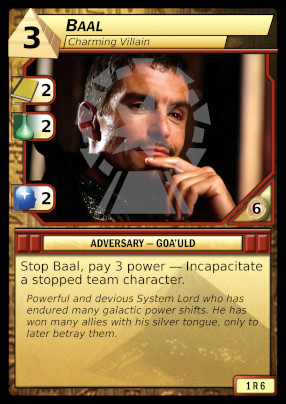 3
BAAL
Charming Villain
2
2
2
6
ADVERSARY — GOA'ULD
Stop Baal, pay 3 power — Incapacitate
a stopped team character.
Powerful and devious System Lord who has
endured many galactic power shifts. He has
won many allies with his silver tongue, only to
later betray them.
1 R 6